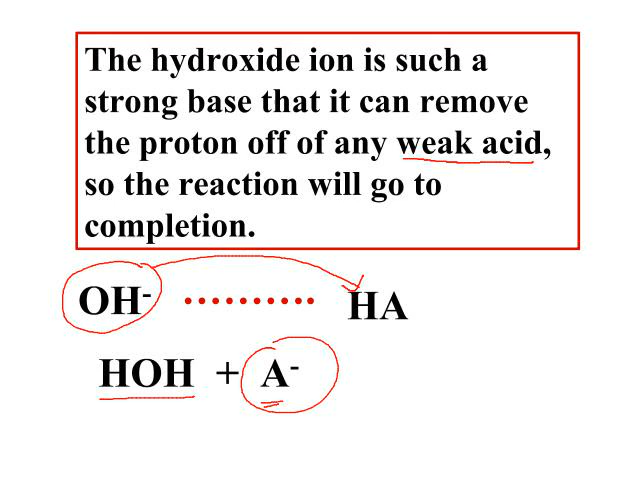 The hydroxide ion is such a
strong base that it can remove
the proton off of any weak acid,
so the reaction will go to
completion.
OH- .......... HA
HOH + A-